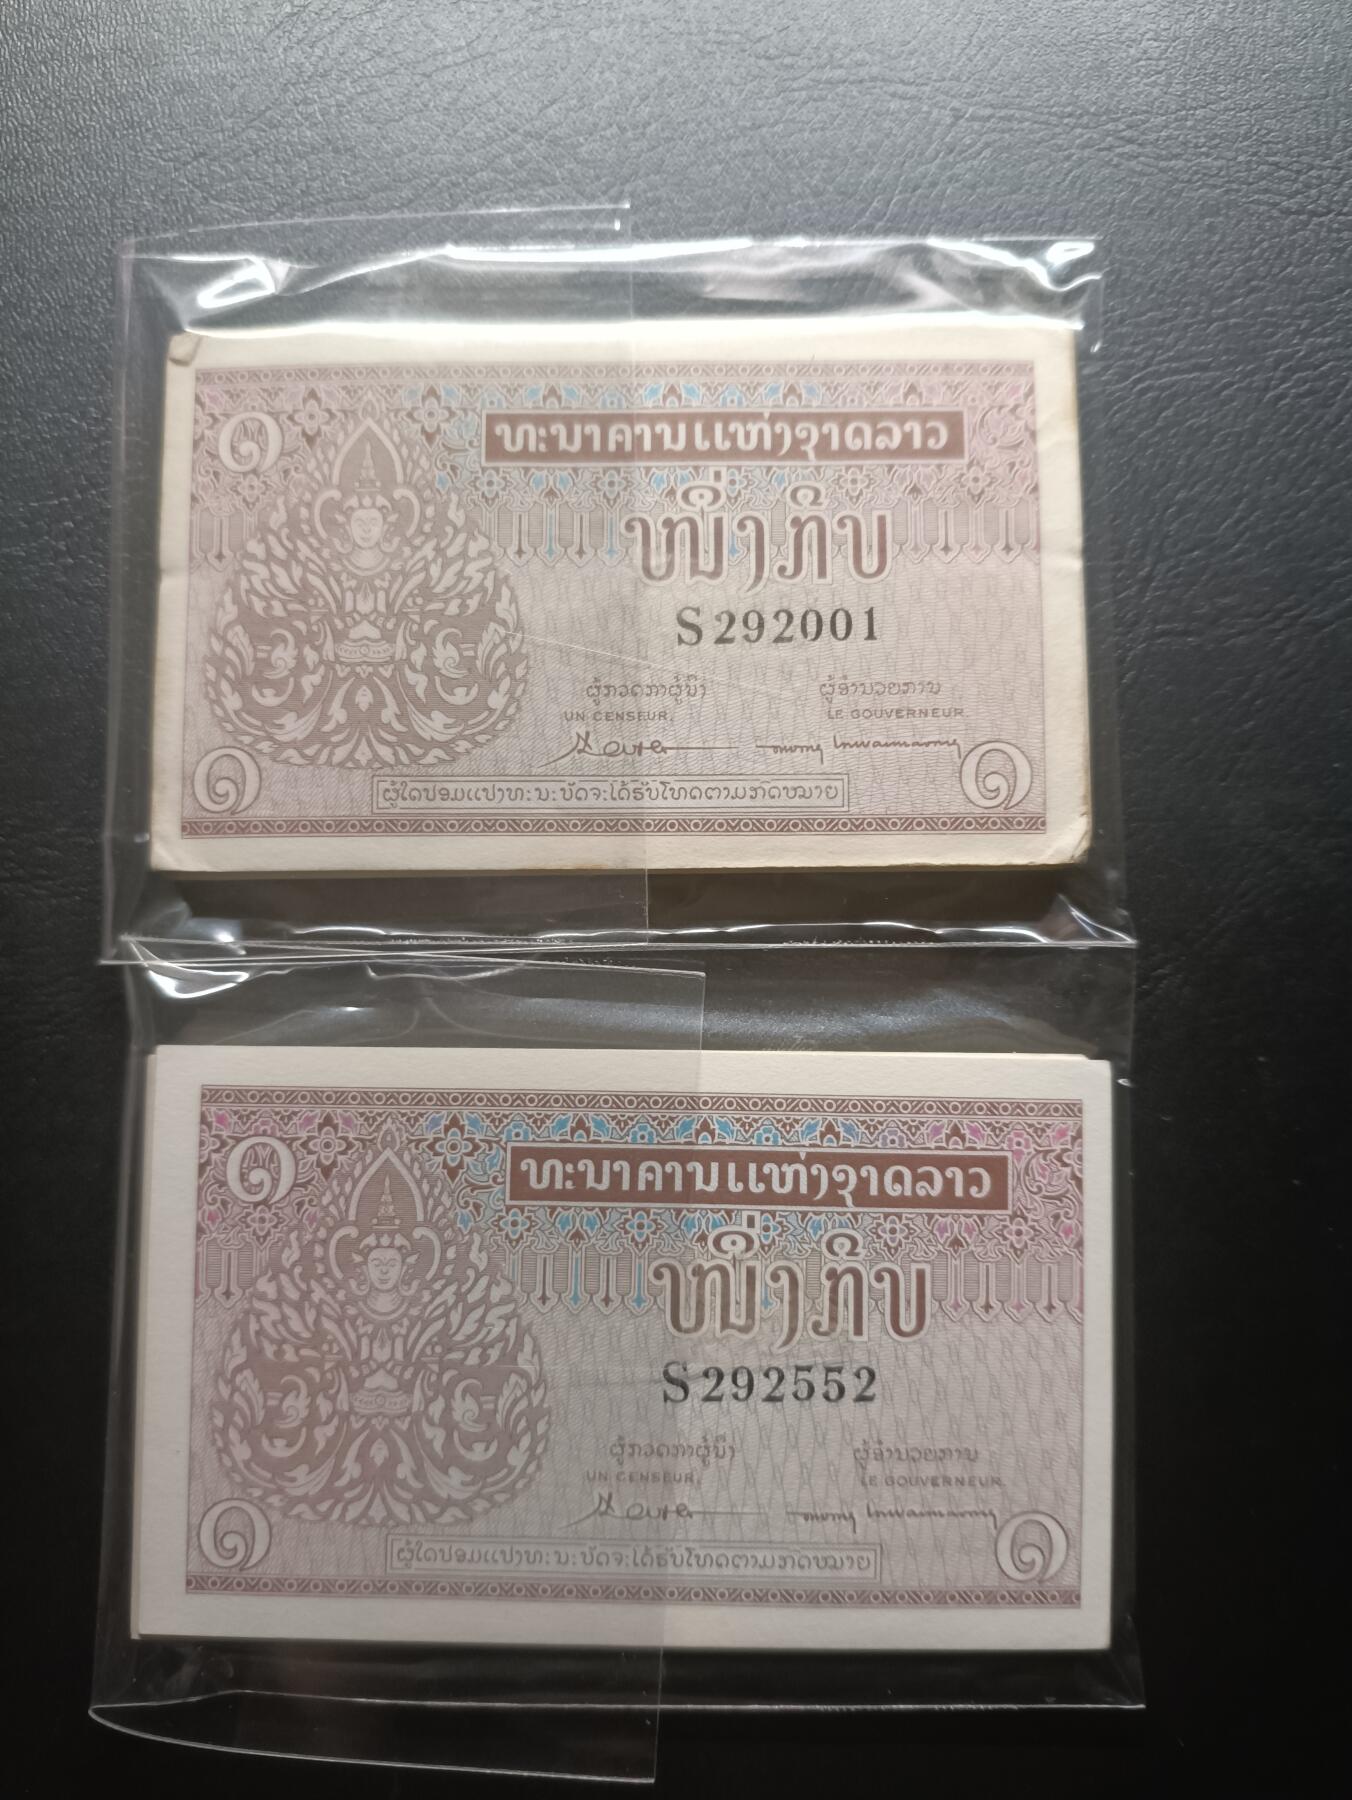 ໑
ທະນາຄານແຫ່ງຊາດລາວ
ໜຶ່ງກີບ
S292001
ຜູ້ກວດກາຜູ້ນຶ່ງ ຜູ້ອຳນວຍການ
UN CENSEUR, LE GOUVERNEUR.
໑ ໑
ຜູ້ໃດປອມແປງທະນະບັດຈະໄດ້ຮັບໂທດຕາມກົດໝາຍ
໑
ທະນາຄານແຫ່ງຊາດລາວ
ໜຶ່ງກີບ
S292552
ຜູ້ກວດກາຜູ້ນຶ່ງ ຜູ້ອຳນວຍການ
UN CENSEUR, LE GOUVERNEUR.
໑ ໑
ຜູ້ໃດປອມແປງທະນະບັດຈະໄດ້ຮັບໂທດຕາມກົດໝາຍ